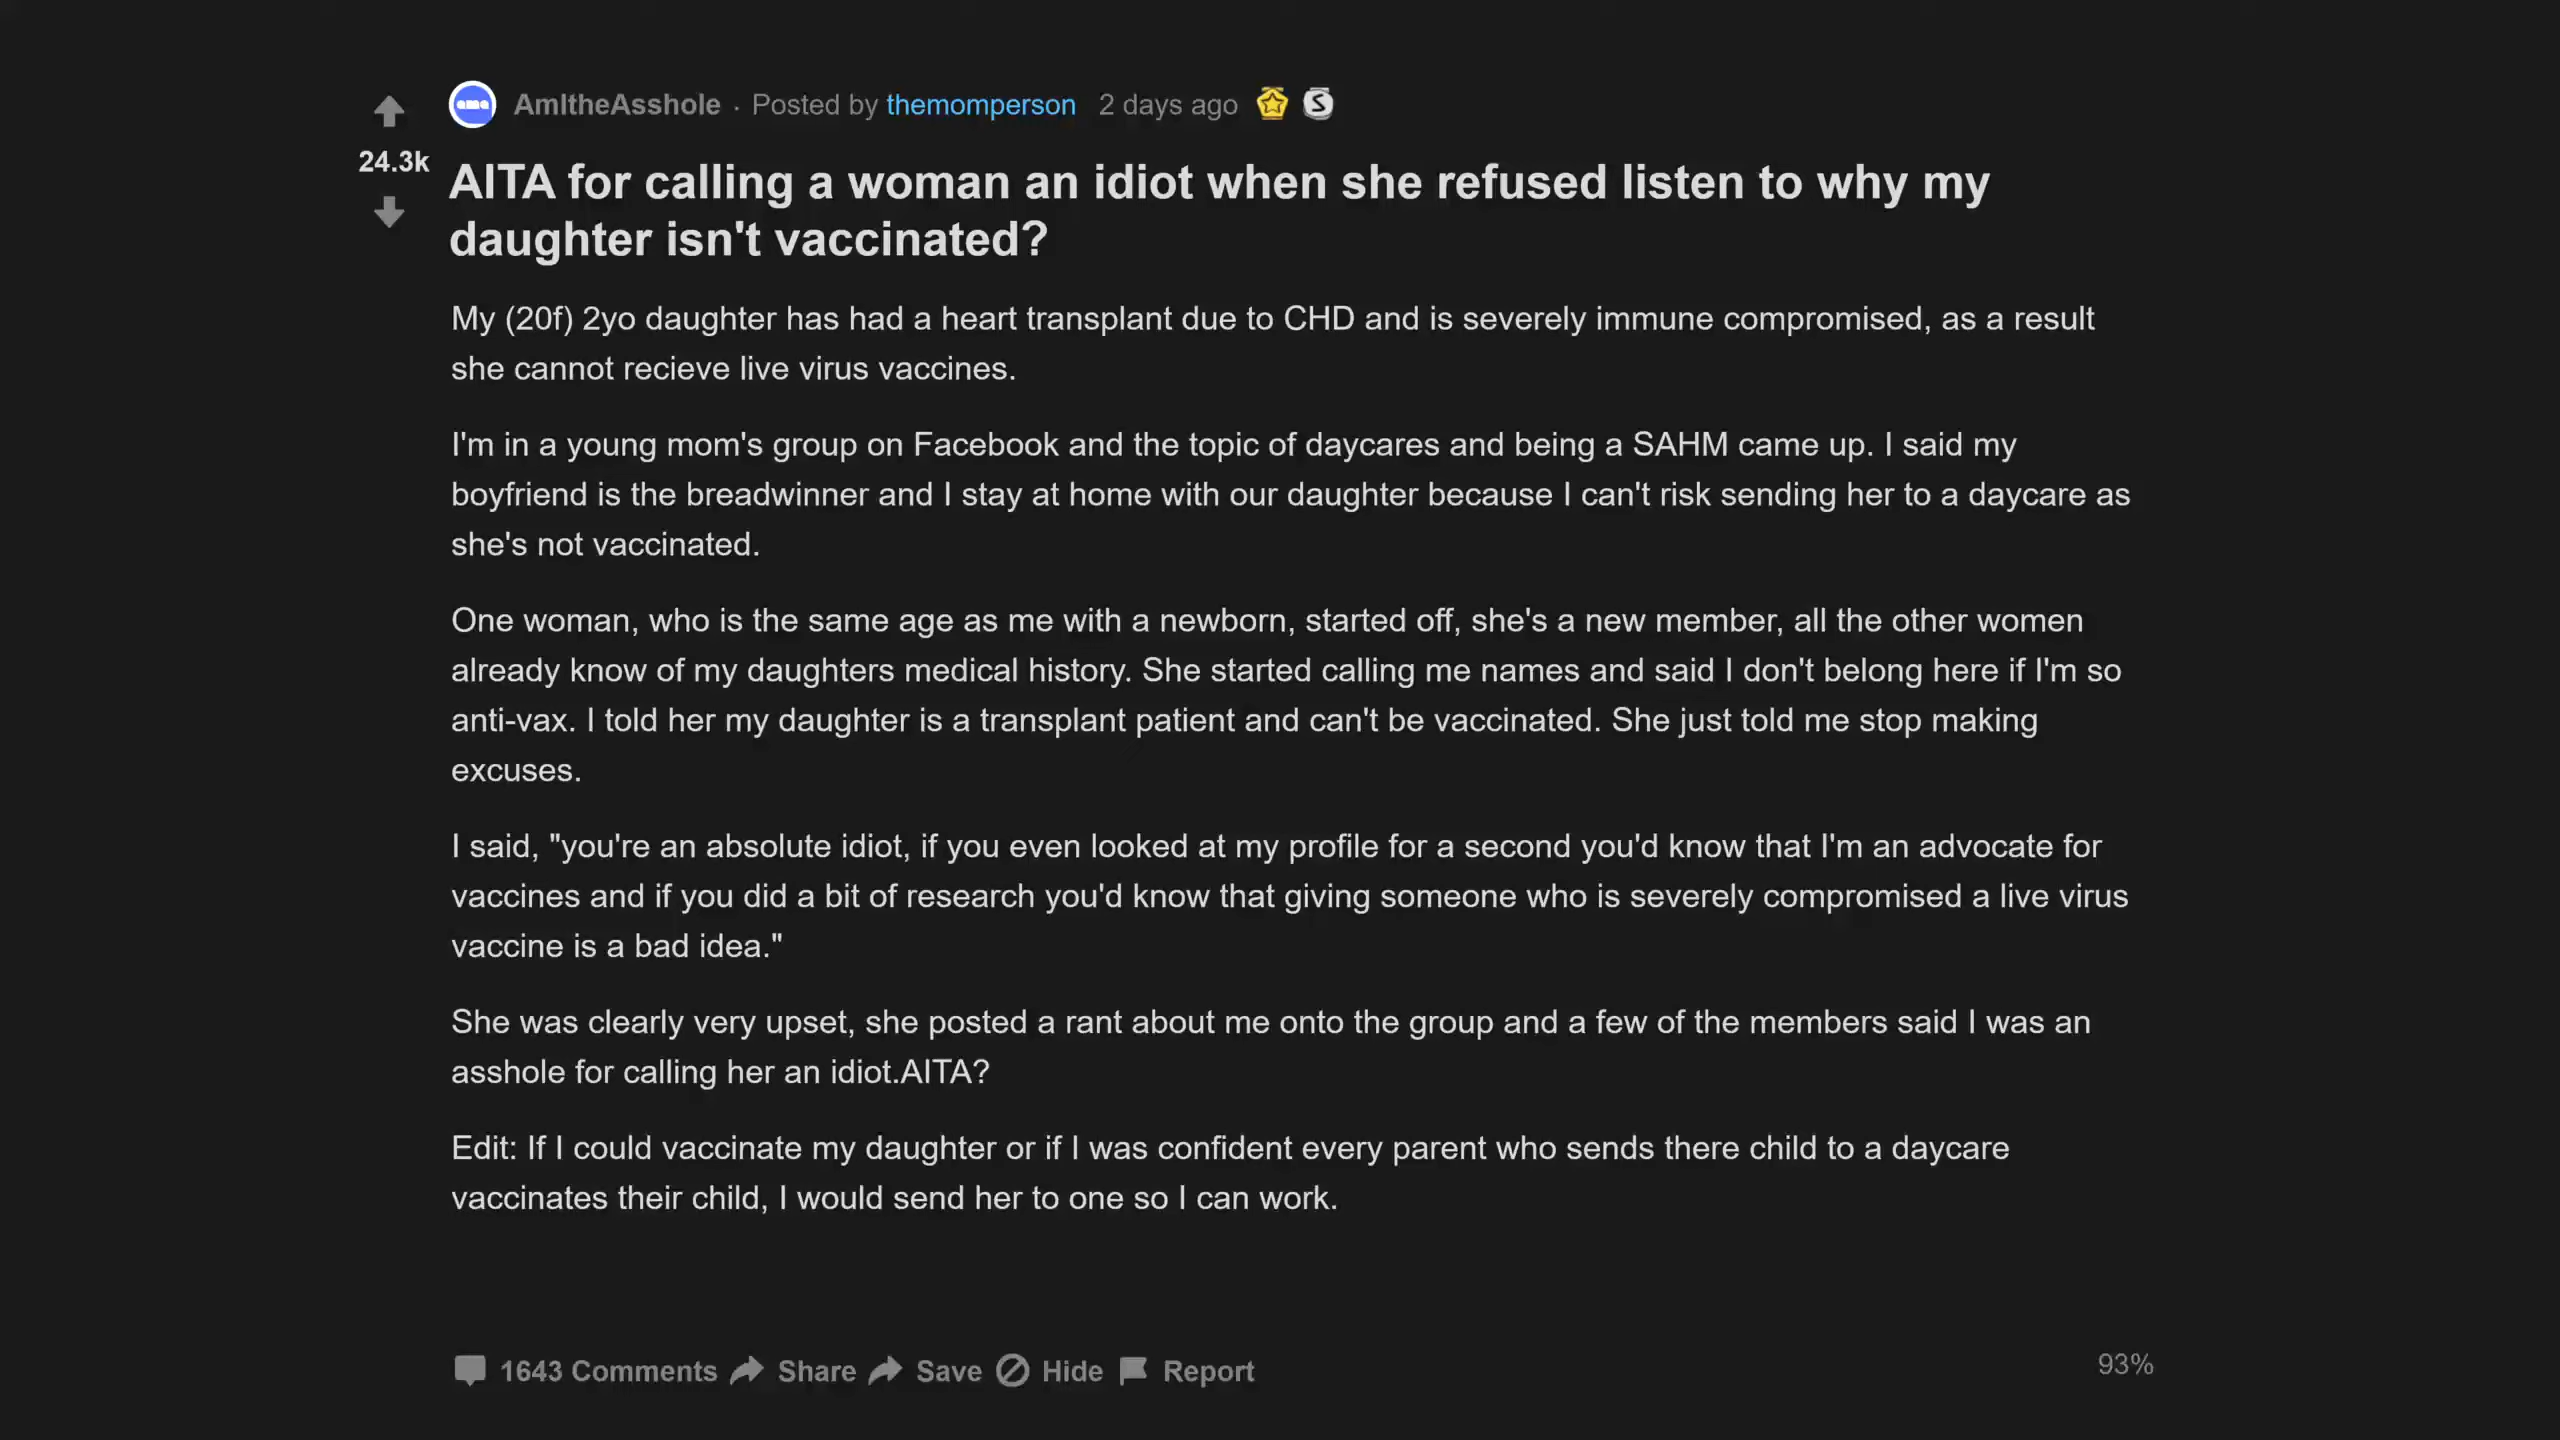 ama AmItheAsshole · Posted by themomperson 2 days ago S
24.3k
AITA for calling a woman an idiot when she refused listen to why my
daughter isn't vaccinated?
My (20f) 2yo daughter has had a heart transplant due to CHD and is severely immune compromised, as a result
she cannot recieve live virus vaccines.
I'm in a young mom's group on Facebook and the topic of daycares and being a SAHM came up. I said my
boyfriend is the breadwinner and I stay at home with our daughter because I can't risk sending her to a daycare as
she's not vaccinated.
One woman, who is the same age as me with a newborn, started off, she's a new member, all the other women
already know of my daughters medical history. She started calling me names and said I don't belong here if I'm so
anti-vax. I told her my daughter is a transplant patient and can't be vaccinated. She just told me stop making
excuses.
I said, "you're an absolute idiot, if you even looked at my profile for a second you'd know that I'm an advocate for
vaccines and if you did a bit of research you'd know that giving someone who is severely compromised a live virus
vaccine is a bad idea."
She was clearly very upset, she posted a rant about me onto the group and a few of the members said I was an
asshole for calling her an idiot.AITA?
Edit: If I could vaccinate my daughter or if I was confident every parent who sends there child to a daycare
vaccinates their child, I would send her to one so I can work.
1643 Comments Share Save Hide Report 93%